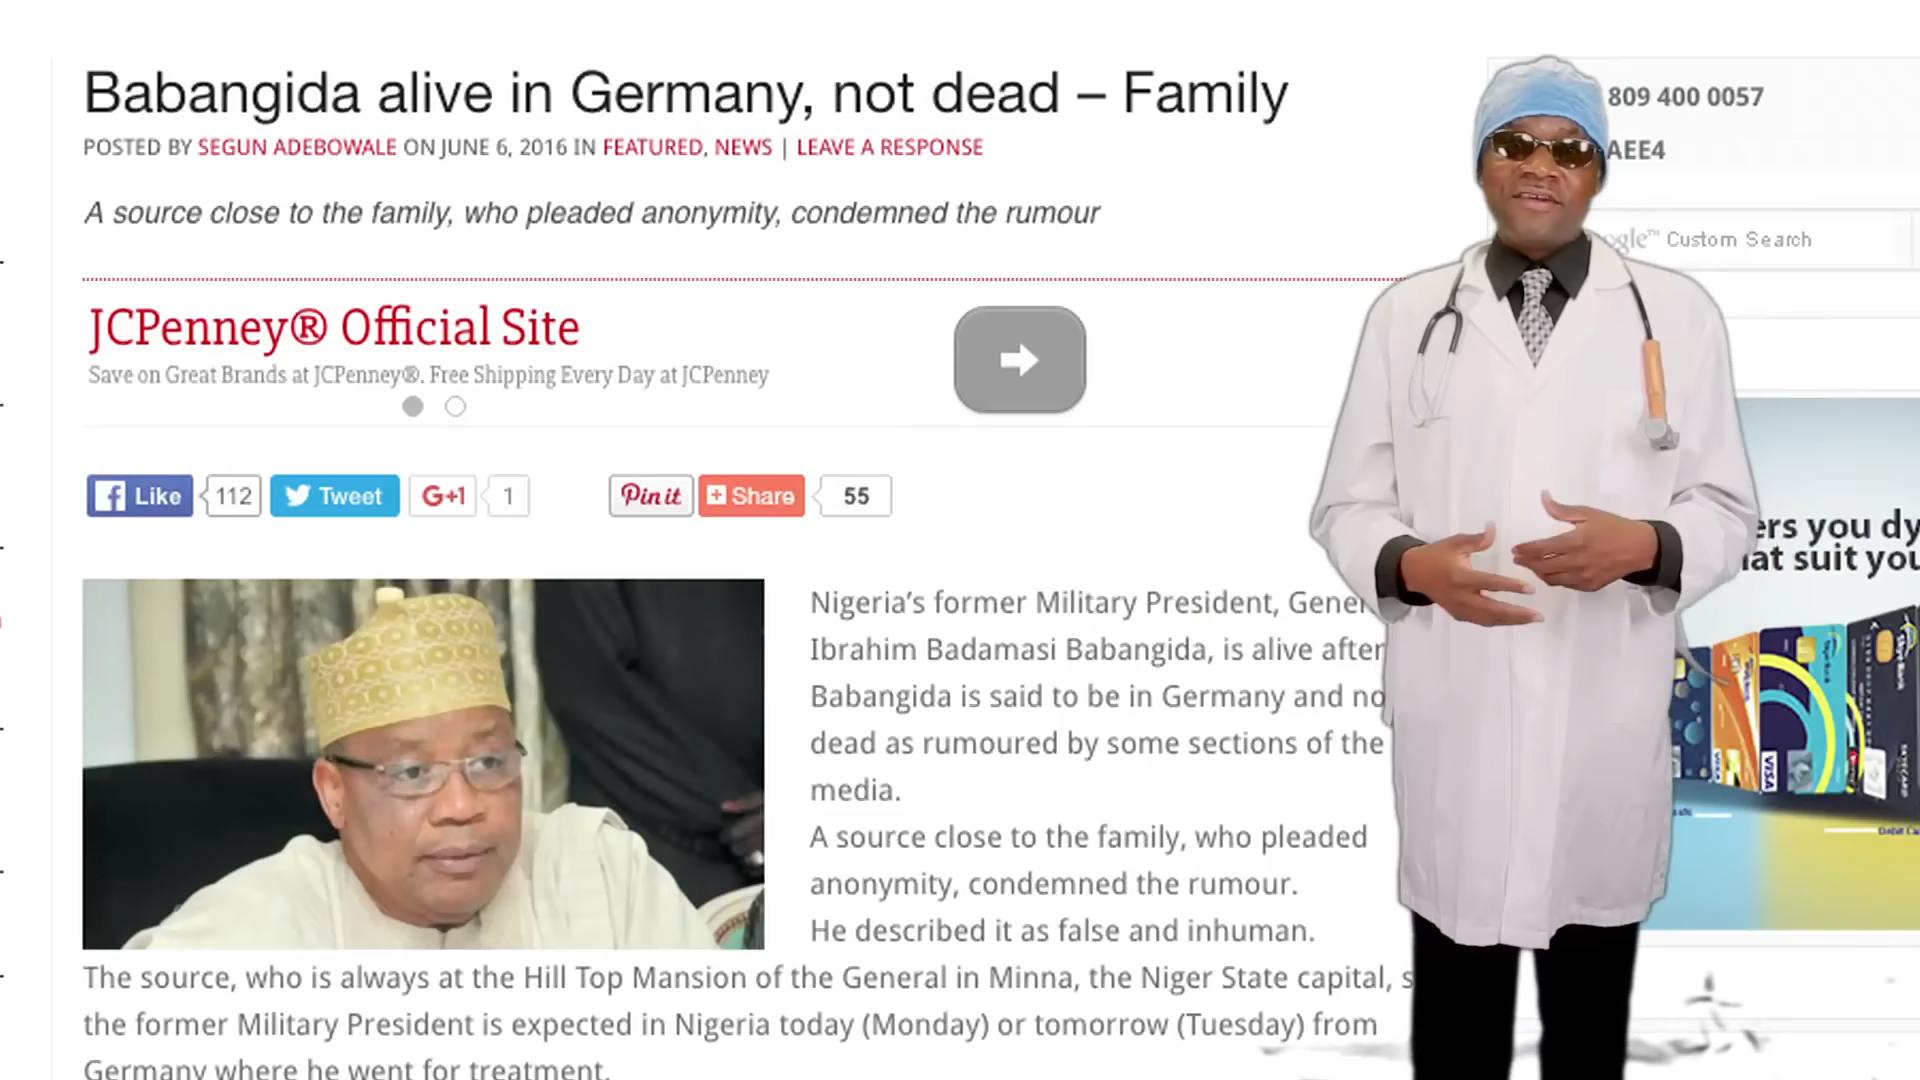 Babangida alive in Germany, not dead – Family
POSTED BY SEGUN ADEBOWALE ON JUNE 6, 2016 IN FEATURED, NEWS | LEAVE A RESPONSE
A source close to the family, who pleaded anonymity, condemned the rumour
JCPenney® Official Site
Save on Great Brands at JCPenney®. Free Shipping Every Day at JCPenney
Like 112 Tweet G+1 1 Pin it Share 55
Nigeria's former Military President,
Ibrahim Badamasi Babangida, is alive after
Babangida is said to be in Germany and
dead as rumoured by some sections of the
media.
A source close to the family, who pleaded
anonymity, condemned the rumour.
He described it as false and inhuman.
The source, who is always at the Hill Top Mansion of the General in Minna, the Niger State capital,
the former Military President is expected in Nigeria today (Monday) or tomorrow (Tuesday) from
Germany where he went for treatment.
809 400 0057
AEE4
Custom Search
you
suit
VISA